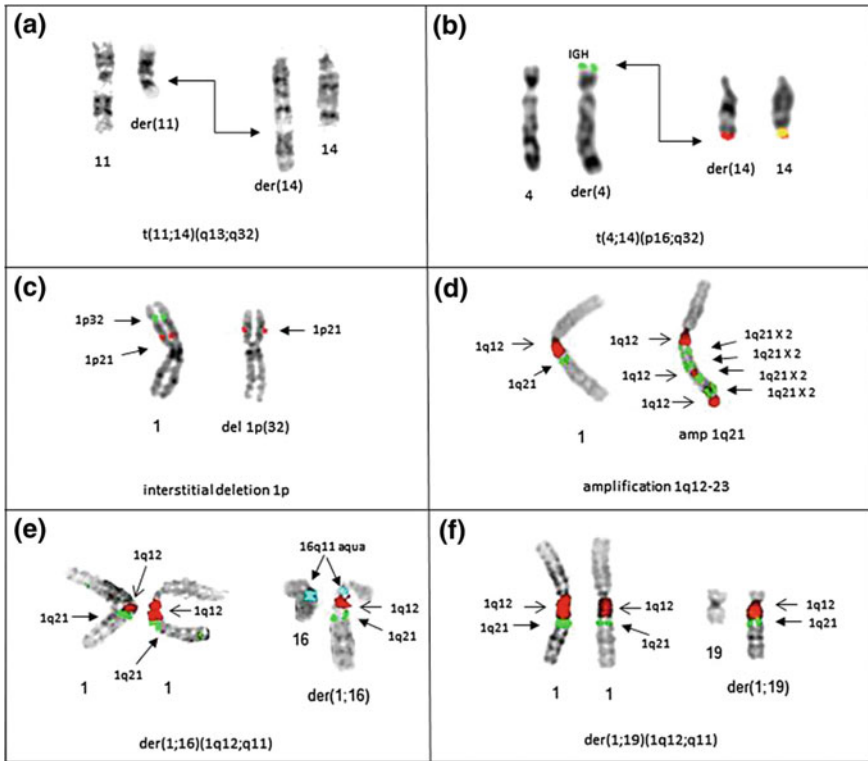 (a)
11
der(11)
der(14)
14
t(11;14)(q13;q32)
(b)
IGH
4
der(4)
der(14)
14
t(4;14)(p16;q32)
(c)
1p32
1p21
1p21
1
del 1p(32)
interstitial deletion 1p
(d)
1q12
1q21
1
1q12
1q12
1q12
1q21 X 2
1q21 X 2
1q21 X 2
1q21 X 2
amp 1q21
amplification 1q12-23
(e)
1q12
1q21
1q12
1q21
1
1
16q11 aqua
1q12
1q21
16
der(1;16)
der(1;16)(1q12;q11)
(f)
1q12
1q21
1q12
1q21
1
1
19
1q12
1q21
der(1;19)
der(1;19)(1q12;q11)